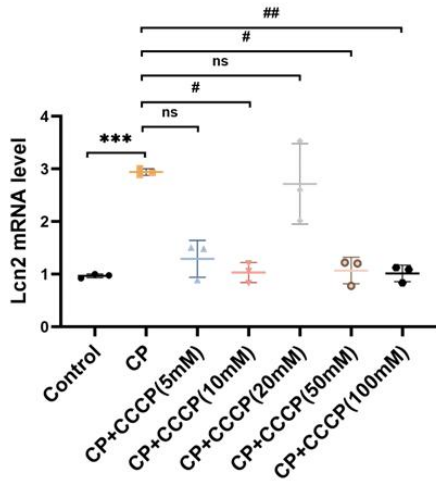 ##
#
ns
#
ns
***
Lcn2 mRNA level
4
3
2
1
0
Control
CP
CP+CCCP(5mM)
CP+CCCP(10mM)
CP+CCCP(20mM)
CP+CCCP(50mM)
CP+CCCP(100mM)